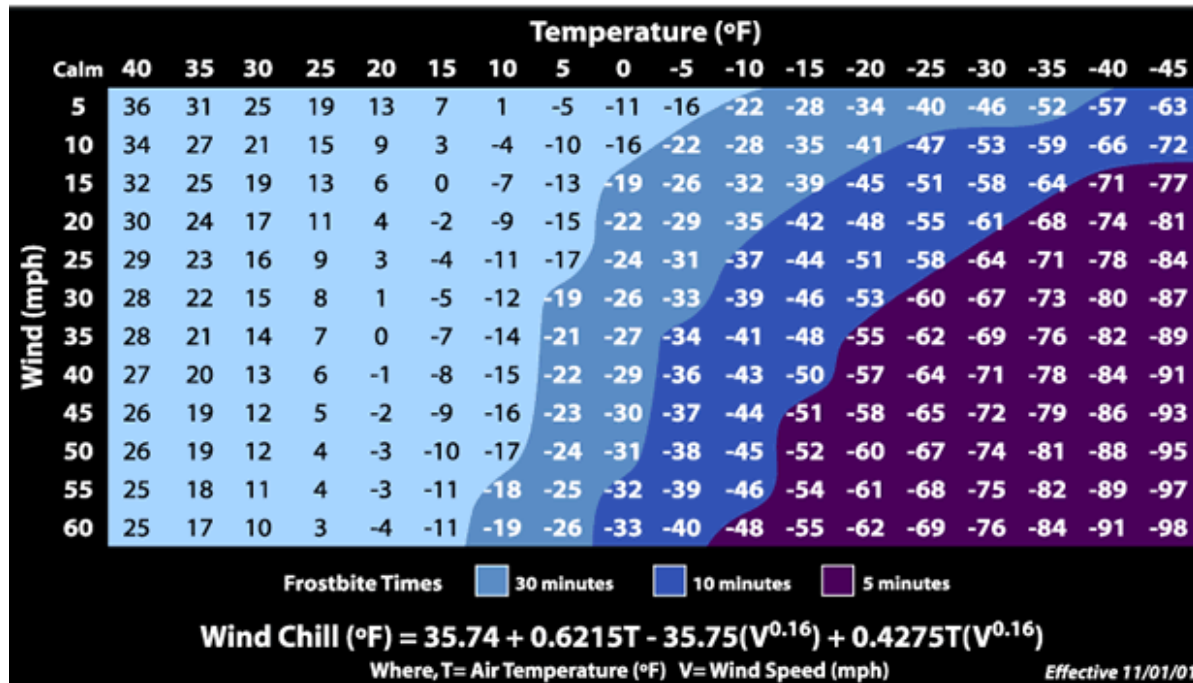 Temperature (ºF)
Calm 40 35 30 25 20 15 10 5 0 -5 -10 -15 -20 -25 -30 -35 -40 -45
5 36 31 25 19 13 7 1 -5 -11 -16 -22 -28 -34 -40 -46 -52 -57 -63
10 34 27 21 15 9 3 -4 -10 -16 -22 -28 -35 -41 -47 -53 -59 -66 -72
15 32 25 19 13 6 0 -7 -13 -19 -26 -32 -39 -45 -51 -58 -64 -71 -77
20 30 24 17 11 4 -2 -9 -15 -22 -29 -35 -42 -48 -55 -61 -68 -74 -81
25 29 23 16 9 3 -4 -11 -17 -24 -31 -37 -44 -51 -58 -64 -71 -78 -84
30 28 22 15 8 1 -5 -12 -19 -26 -33 -39 -46 -53 -60 -67 -73 -80 -87
35 28 21 14 7 0 -7 -14 -21 -27 -34 -41 -48 -55 -62 -69 -76 -82 -89
40 27 20 13 6 -1 -8 -15 -22 -29 -36 -43 -50 -57 -64 -71 -78 -84 -91
45 26 19 12 5 -2 -9 -16 -23 -30 -37 -44 -51 -58 -65 -72 -79 -86 -93
50 26 19 12 4 -3 -10 -17 -24 -31 -38 -45 -52 -60 -67 -74 -81 -88 -95
55 25 18 11 4 -3 -11 -18 -25 -32 -39 -46 -54 -61 -68 -75 -82 -89 -97
60 25 17 10 3 -4 -11 -19 -26 -33 -40 -48 -55 -62 -69 -76 -84 -91 -98
Wind (mph)
Frostbite Times 30 minutes 10 minutes 5 minutes
Wind Chill (ºF) = 35.74 + 0.6215T - 35.75(V^0.16) + 0.4275T(V^0.16)
Where, T= Air Temperature (ºF) V= Wind Speed (mph) Effective 11/01/01